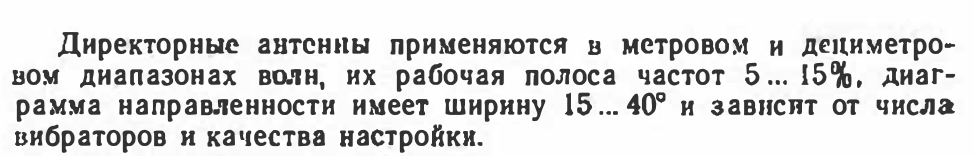 Директорные антенны применяются в метровом и дециметро-
вом диапазонах волн, их рабочая полоса частот 5... 15%, диаг-
рамма направленности имеет ширину 15... 40° и зависит от числа
вибраторов и качества настройки.